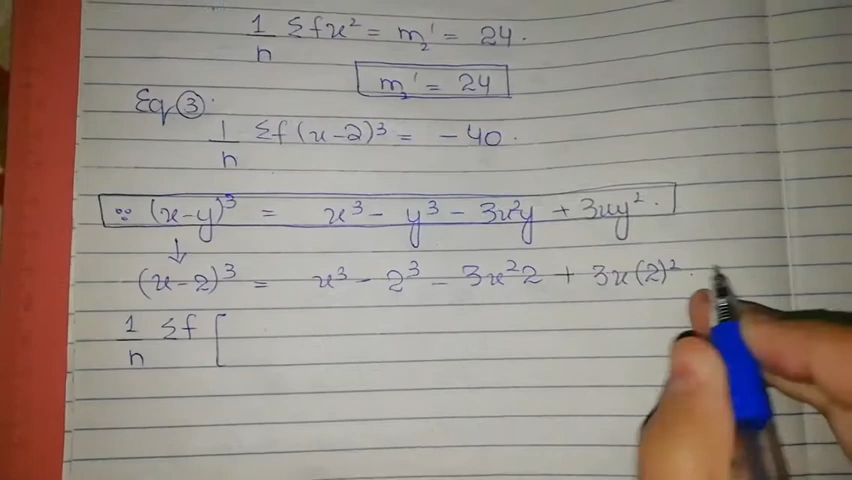 1/n Σfx² = m₂' = 24.
m₂' = 24
Eq ③.
1/n Σf(x-2)³ = -40.
∵ (x-y)³ = x³ - y³ - 3x²y + 3xy².
↓
(x-2)³ = x³ - 2³ - 3x²2 + 3x(2)².
1/n Σf [